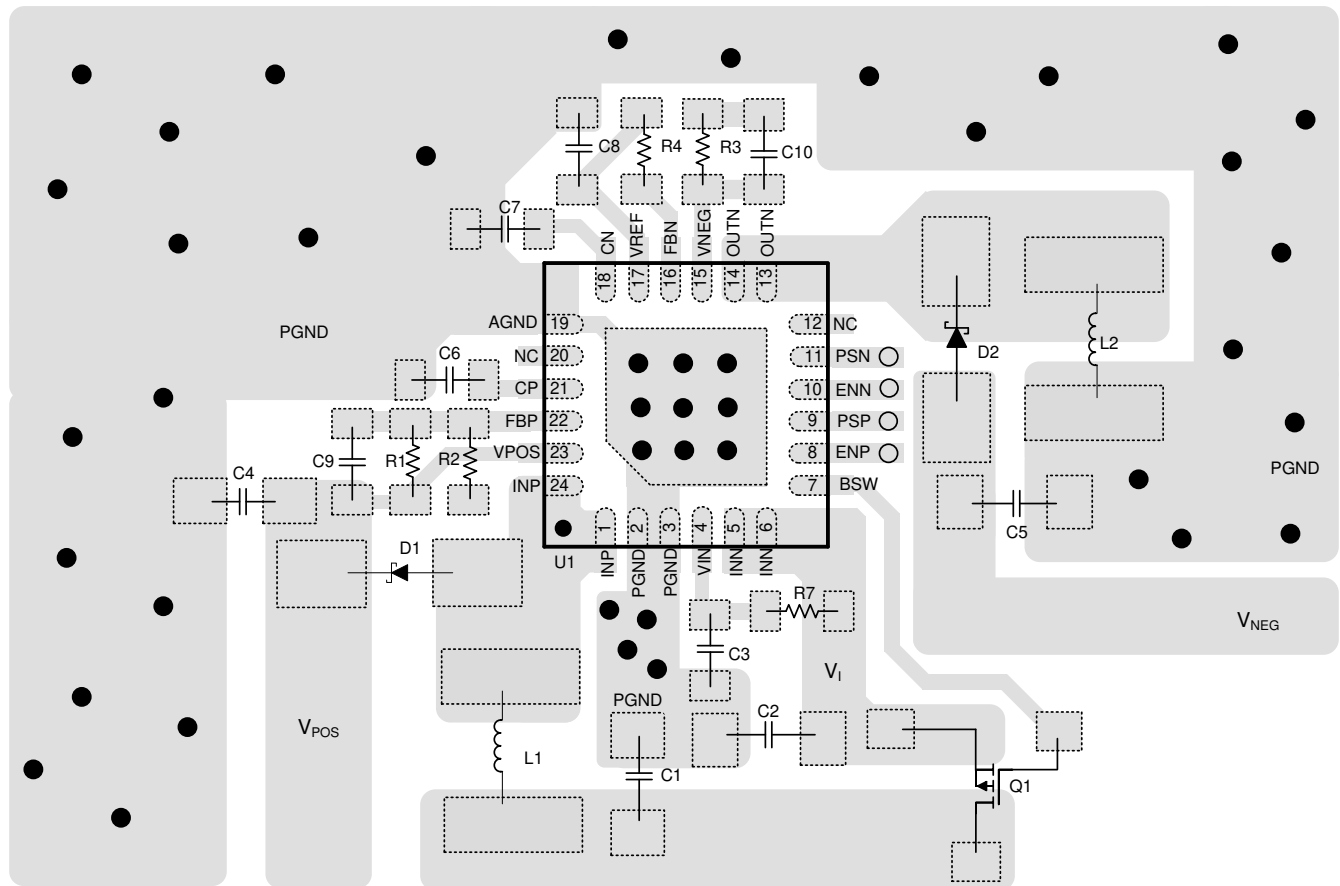 C8
R4
R3
C10
C7
CN
VREF
FBN
VNEG
OUTN
OUTN
18
17
16
15
14
13
PGND
AGND
19
NC
20
CP
21
FBP
22
VPOS
23
INP
24
12
NC
11
PSN
10
ENN
9
PSP
8
ENP
7
BSW
C6
D2
L2
C9
R1
R2
C4
PGND
C5
D1
U1
1
2
3
4
5
6
INP
PGND
PGND
VIN
INN
INN
R7
VNEG
C3
VI
PGND
C2
VPOS
L1
C1
Q1